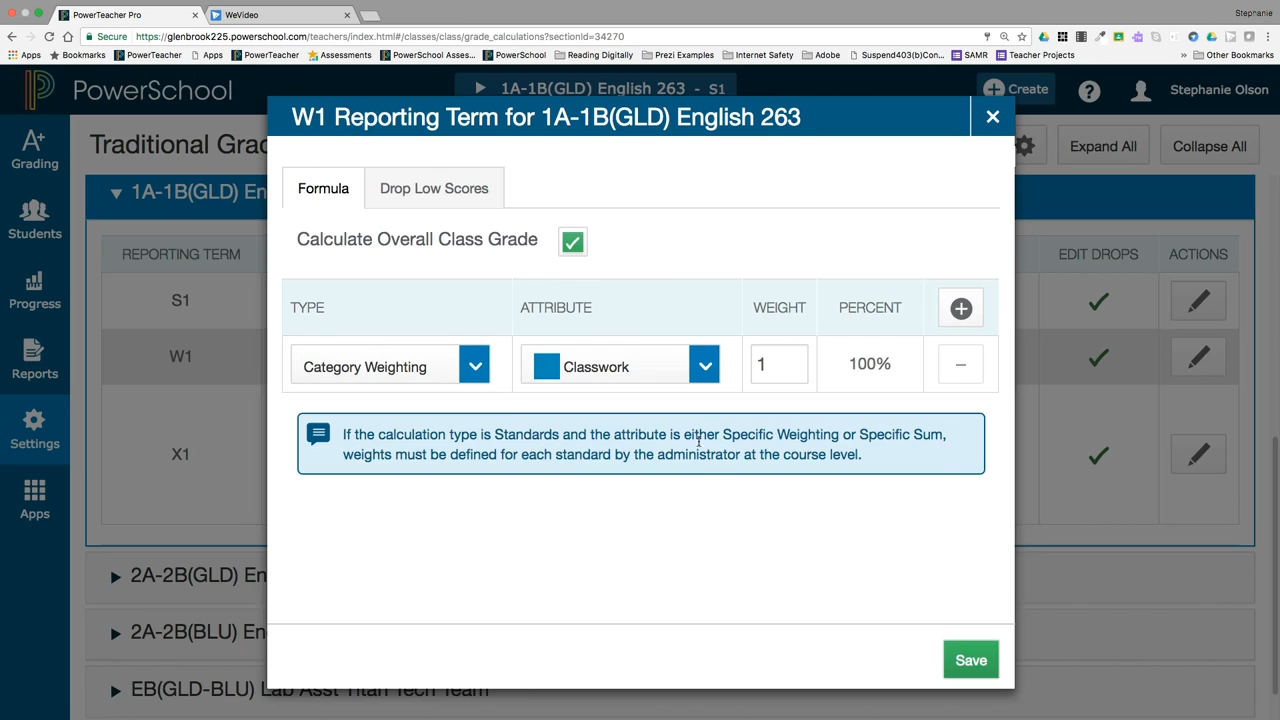 Stephanie
PowerTeacher Pro
WeVideo
Secure
https://glenbrook225.powerschool.com/teachers/index.html#/classes/class/grade_calculations?sectionId=34270
Apps Bookmarks PowerTeacher Apps PowerTeacher Assessments PowerSchool Asses... PowerSchool Reading Digitally Prezi Examples Internet Safety Adobe Suspend403(b)Con... SAMR Teacher Projects » Other Bookmarks
PowerSchool
1A-1B(GLD) English 263 - S1
Create
Stephanie Olson
W1 Reporting Term for 1A-1B(GLD) English 263
Grading
Students
Progress
Reports
Settings
Apps
Traditional Grad
Expand All
Collapse All
1A-1B(GLD) En
REPORTING TERM
EDIT DROPS
ACTIONS
S1
W1
X1
Formula
Drop Low Scores
Calculate Overall Class Grade
TYPE ATTRIBUTE WEIGHT PERCENT
Category Weighting Classwork 1 100%
If the calculation type is Standards and the attribute is either Specific Weighting or Specific Sum,
weights must be defined for each standard by the administrator at the course level.
2A-2B(GLD) En
2A-2B(BLU) En
EB(GLD-BLU) Lab Asst Titan Tech Team
Save